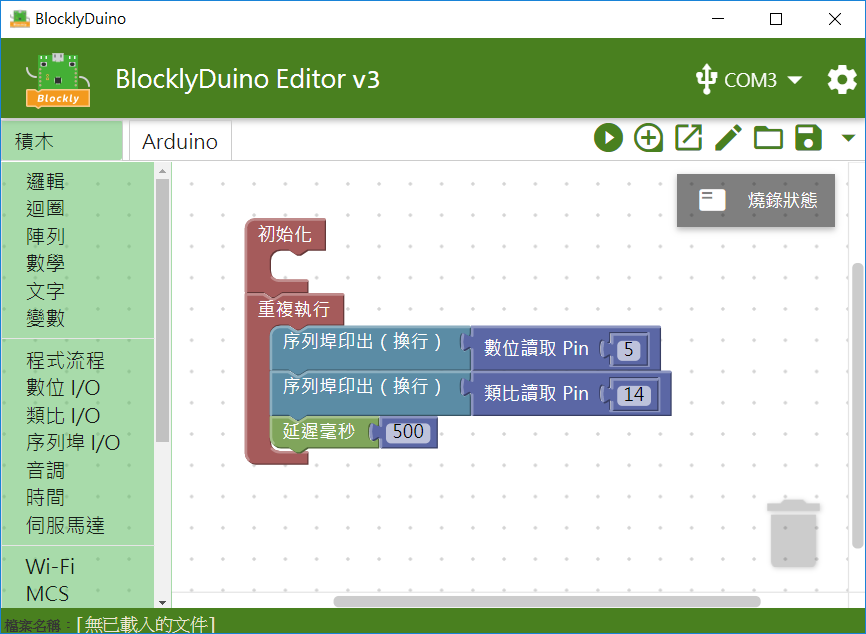 BlocklyDuino
Blockly
BlocklyDuino Editor v3
COM3
積木
Arduino
邏輯
迴圈
陣列
數學
文字
變數
程式流程
數位 I/O
類比 I/O
序列埠 I/O
音調
時間
伺服馬達
Wi-Fi
MCS
燒錄狀態
初始化
重複執行
序列埠印出（換行） 數位讀取 Pin 5
序列埠印出（換行） 類比讀取 Pin 14
延遲毫秒 500
檔案名稱：[無已載入的文件]